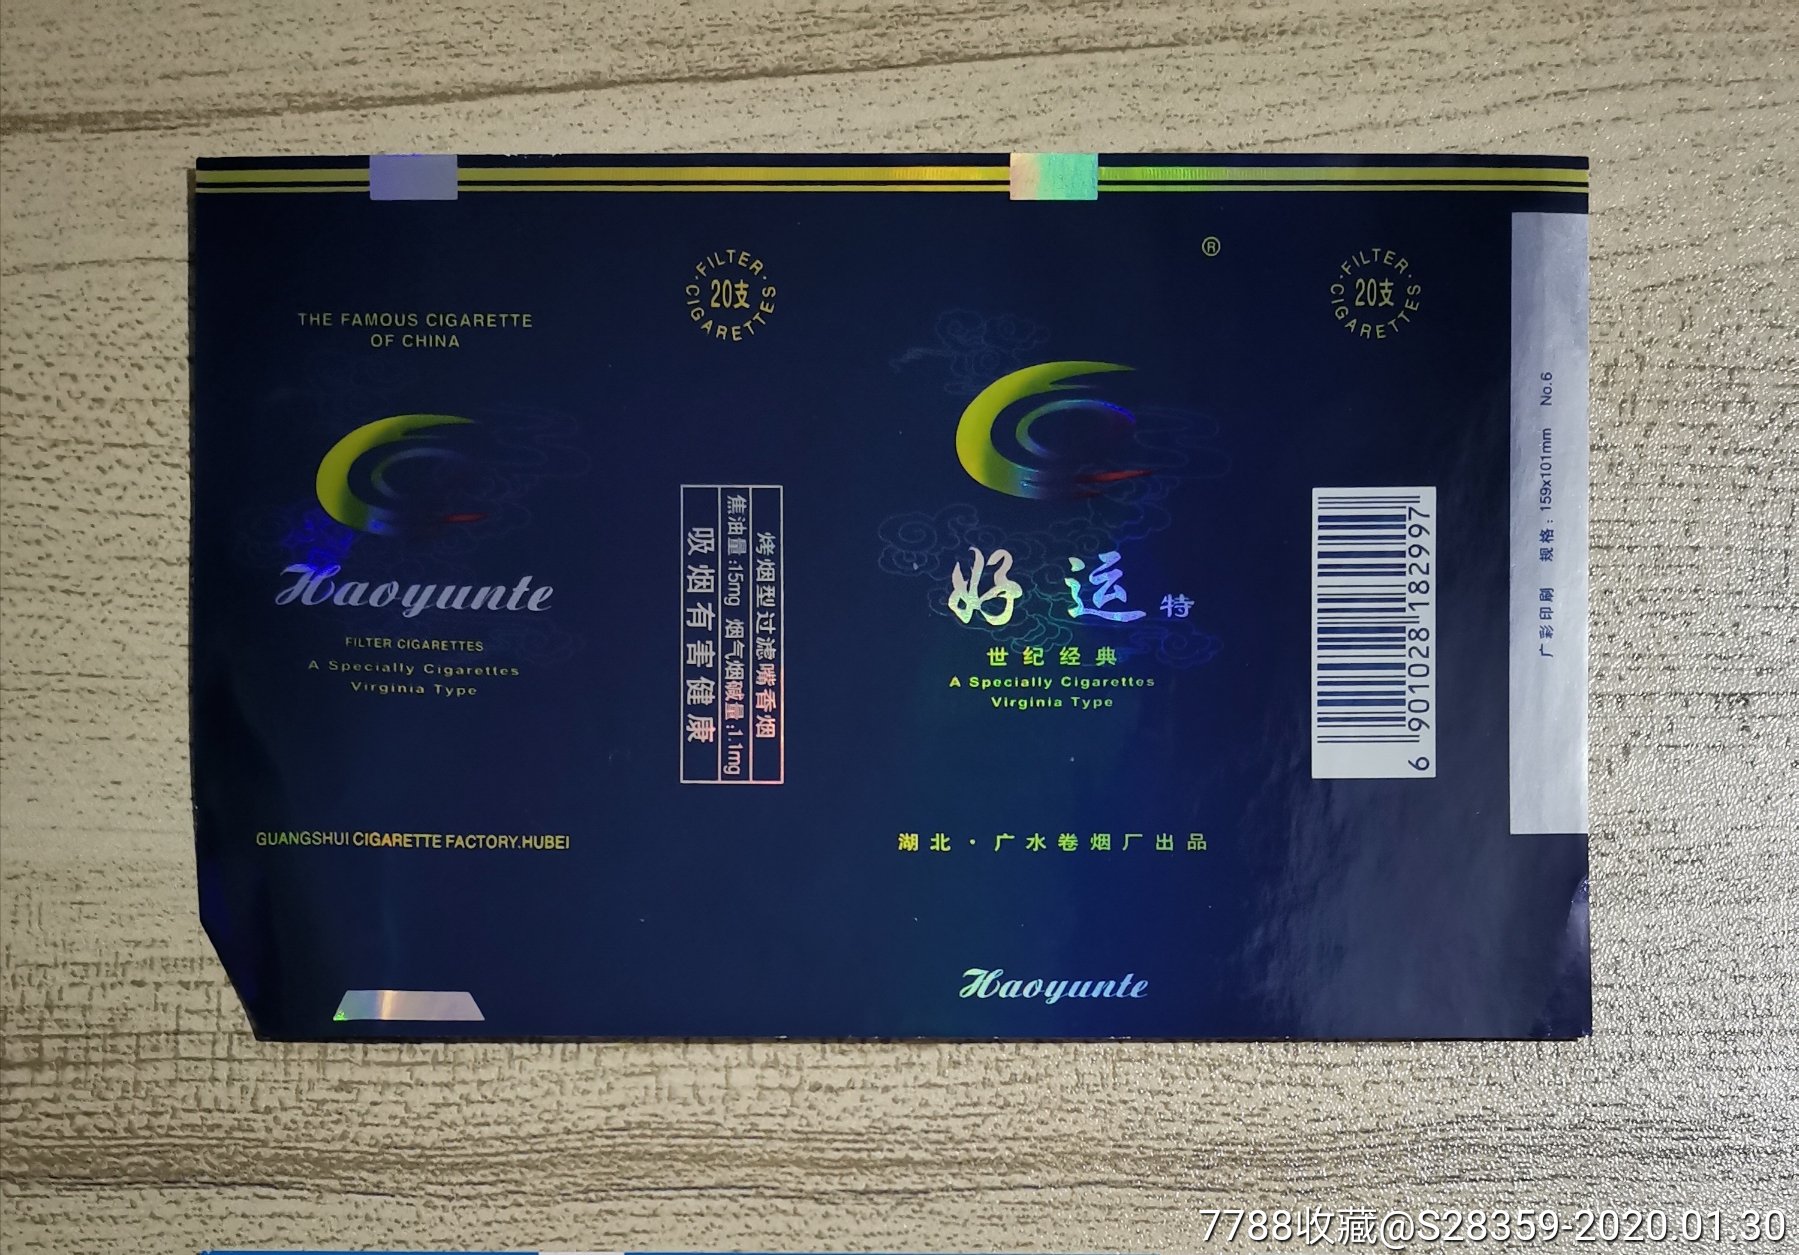 THE FAMOUS CIGARETTE
OF CHINA
Haoyunte
FILTER CIGARETTES
A Specially Cigarettes
Virginia Type
GUANGSHUI CIGARETTE FACTORY.HUBEI
·FILTER·
20支
CIGARETTES
烤烟型过滤嘴香烟
焦油量:15mg 烟气烟碱量:1.1mg
吸烟有害健康
®
好运特
世纪经典
A Specially Cigarettes
Virginia Type
湖北·广水卷烟厂出品
Haoyunte
·FILTER·
20支
CIGARETTES
6 901028 182997
广彩印刷 规格:159x101mm No.6
7788收藏@S28359-2020.01.30